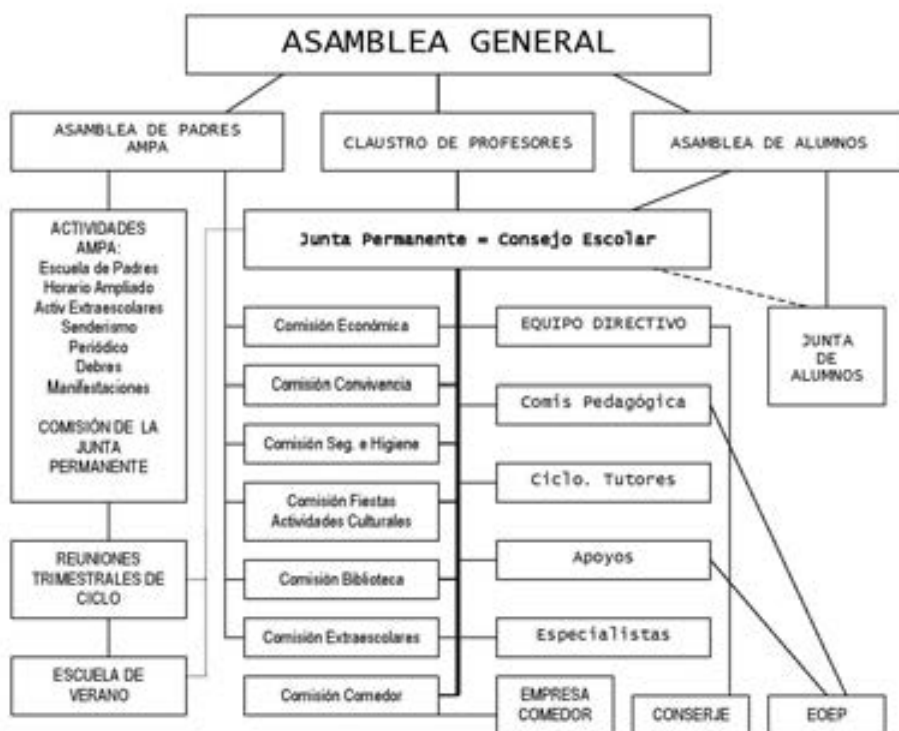 ASAMBLEA GENERAL
ASAMBLEA DE PADRES
AMPA
CLAUSTRO DE PROFESORES
ASAMBLEA DE ALUMNOS
ACTIVIDADES
AMPA:
Escuela de Padres
Horario Ampliado
Activ Extraescolares
Senderismo
Periódico
Debres
Manifestaciones
COMISIÓN DE LA
JUNTA
PERMANENTE
Junta Permanente = Consejo Escolar
Comisión Económica
EQUIPO DIRECTIVO
JUNTA
DE
ALUMNOS
Comisión Convivencia
Comis Pedagógica
Comisión Seg. e Higiene
Ciclo. Tutores
Comisión Fiestas
Actividades Culturales
REUNIONES
TRIMESTRALES DE
CICLO
Apoyos
Comisión Biblioteca
Comisión Extraescolares
Especialistas
ESCUELA DE
VERANO
Comisión Comedor
EMPRESA
COMEDOR
CONSERJE
EOEP